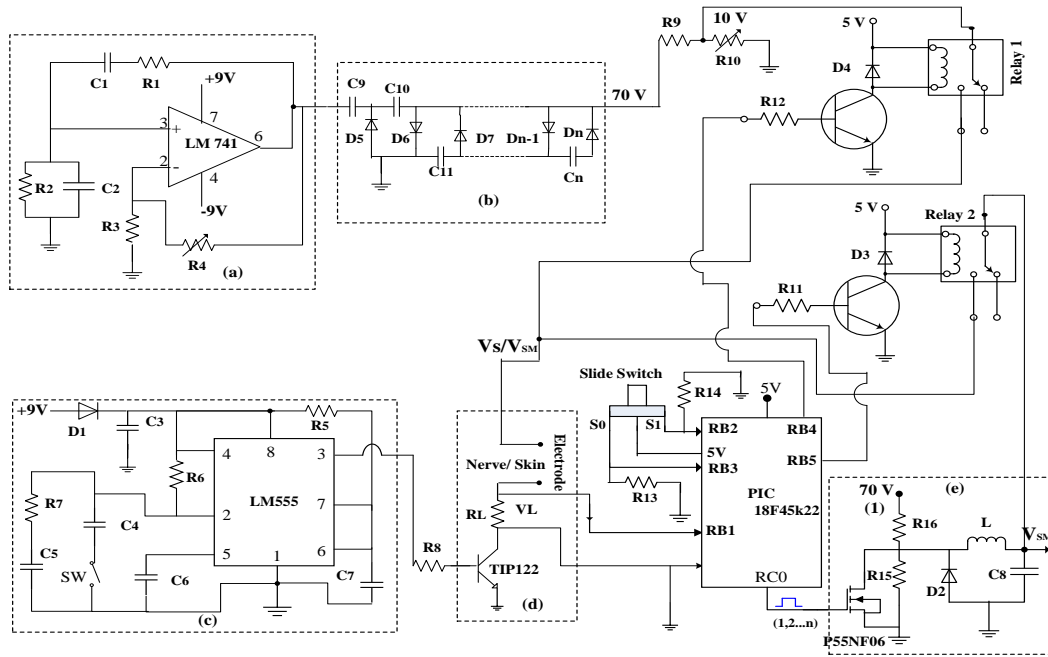 R9
10 V
R10
5 V
D4
Relay 1
R12
C1
R1
+9V
3
+
7
LM 741
6
2
-
4
-9V
R2
C2
R3
R4
(a)
C9
C10
70 V
D5
D6
D7
Dn-1
Dn
C11
Cn
(b)
5 V
Relay 2
D3
R11
Vs/VSM
Slide Switch
R14
5V
S0
S1
RB2
RB4
5V
RB5
RB3
R13
PIC
18F45k22
RB1
RC0
(1,2...n)
+9V
D1
C3
R5
4
8
3
R6
LM555
R7
C4
2
7
5
1
6
C5
SW
C6
C7
(c)
R8
Electrode
Nerve/ Skin
RL
VL
TIP122
(d)
70 V
(1)
(e)
R16
L
VSM
R15
D2
C8
P55NF06